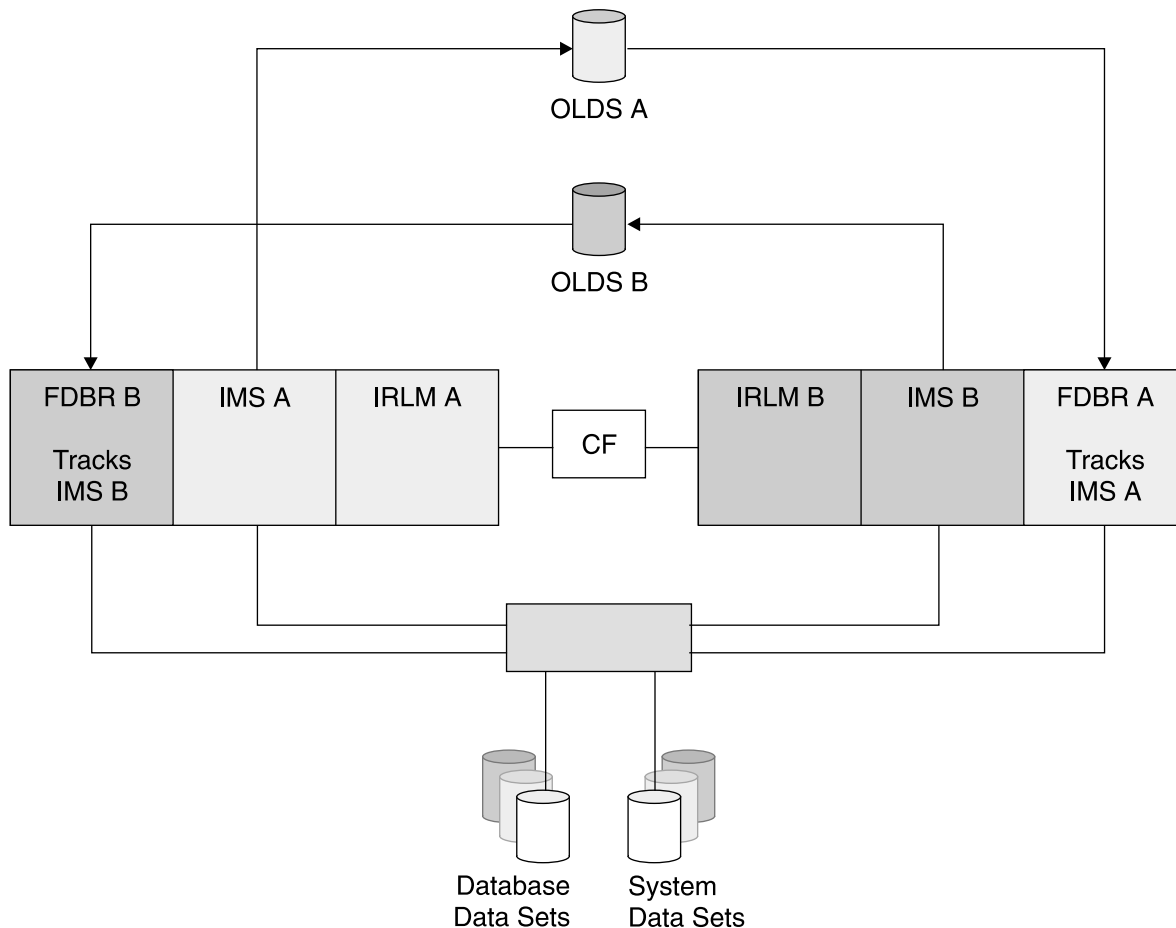 OLDS A
OLDS B
FDBR B
Tracks
IMS B
IMS A
IRLM A
CF
IRLM B
IMS B
FDBR A
Tracks
IMS A
Database
Data Sets
System
Data Sets